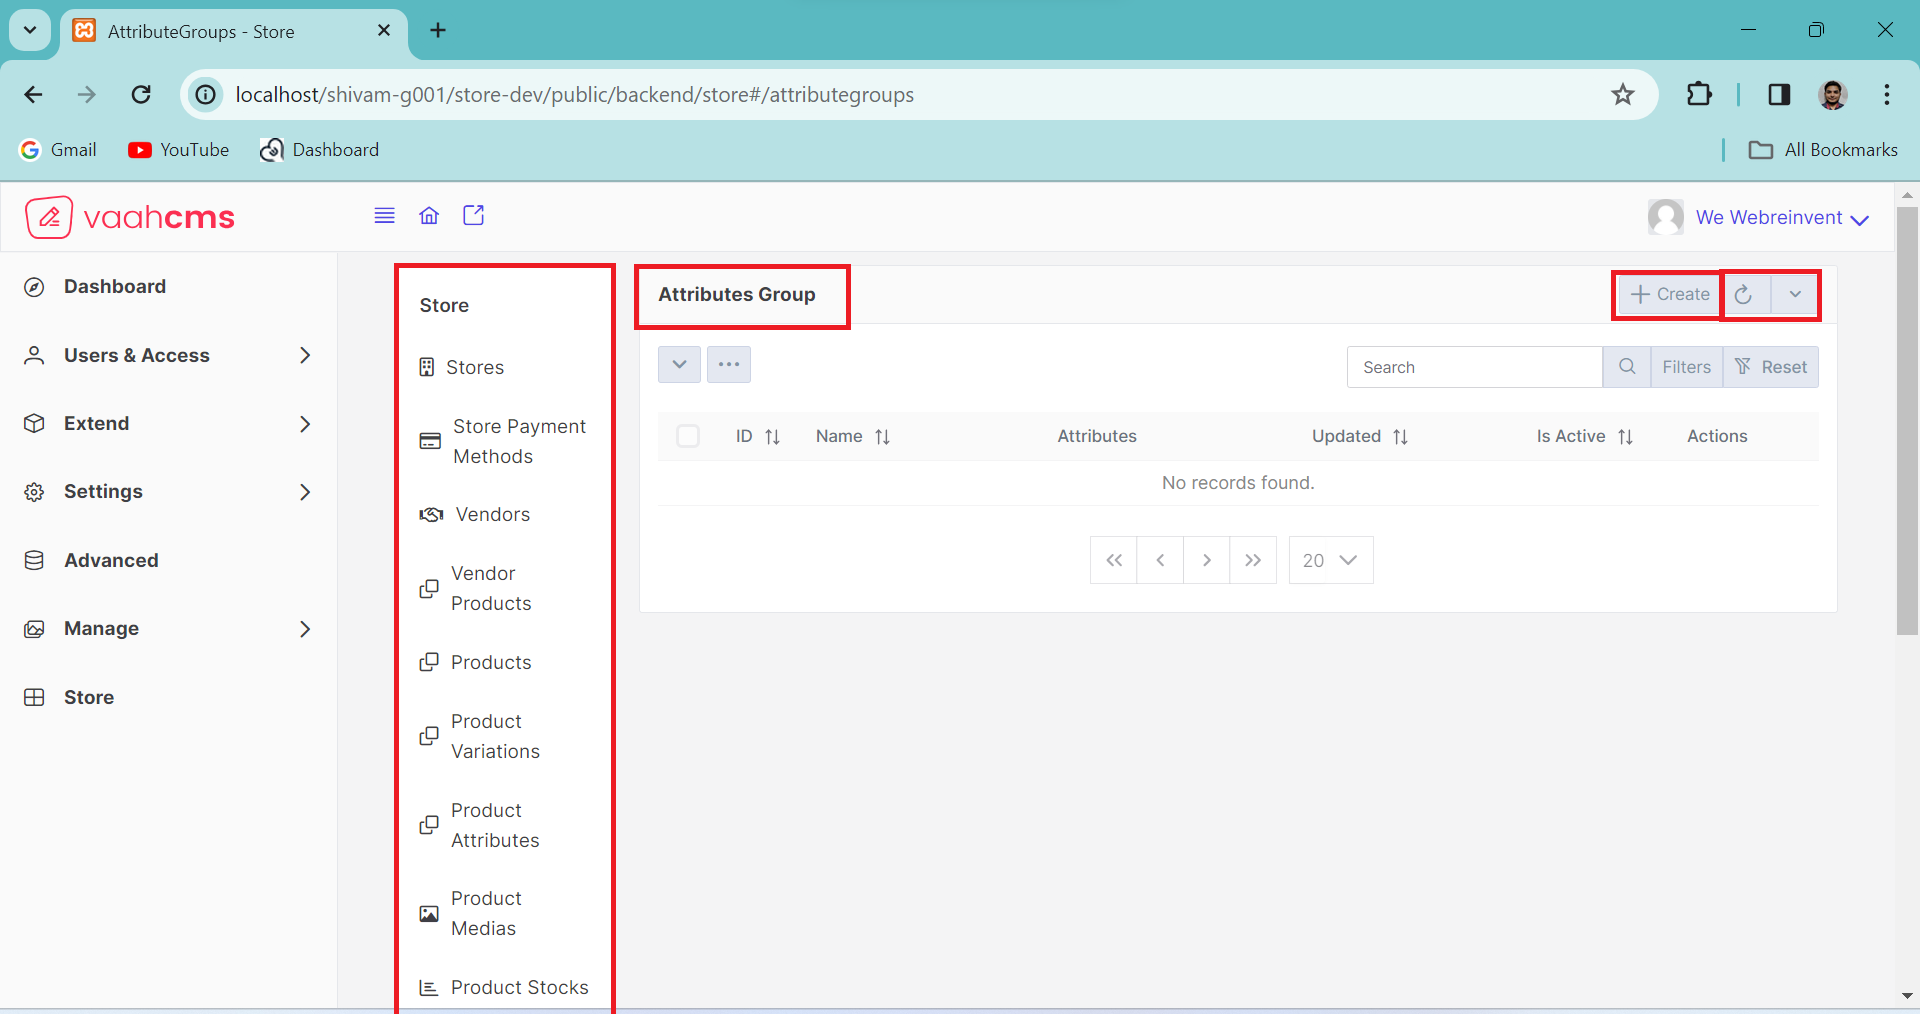 AttributeGroups - Store
localhost/shivam-g001/store-dev/public/backend/store#/attributegroups
Gmail
YouTube
Dashboard
All Bookmarks
vaahcms
We Webreinvent
Dashboard
Users & Access
Extend
Settings
Advanced
Manage
Store
Store
Stores
Store Payment
Methods
Vendors
Vendor
Products
Products
Product
Variations
Product
Attributes
Product
Medias
Product Stocks
Attributes Group
Create
Search
Filters
Reset
ID
Name
Attributes
Updated
Is Active
Actions
No records found.
20